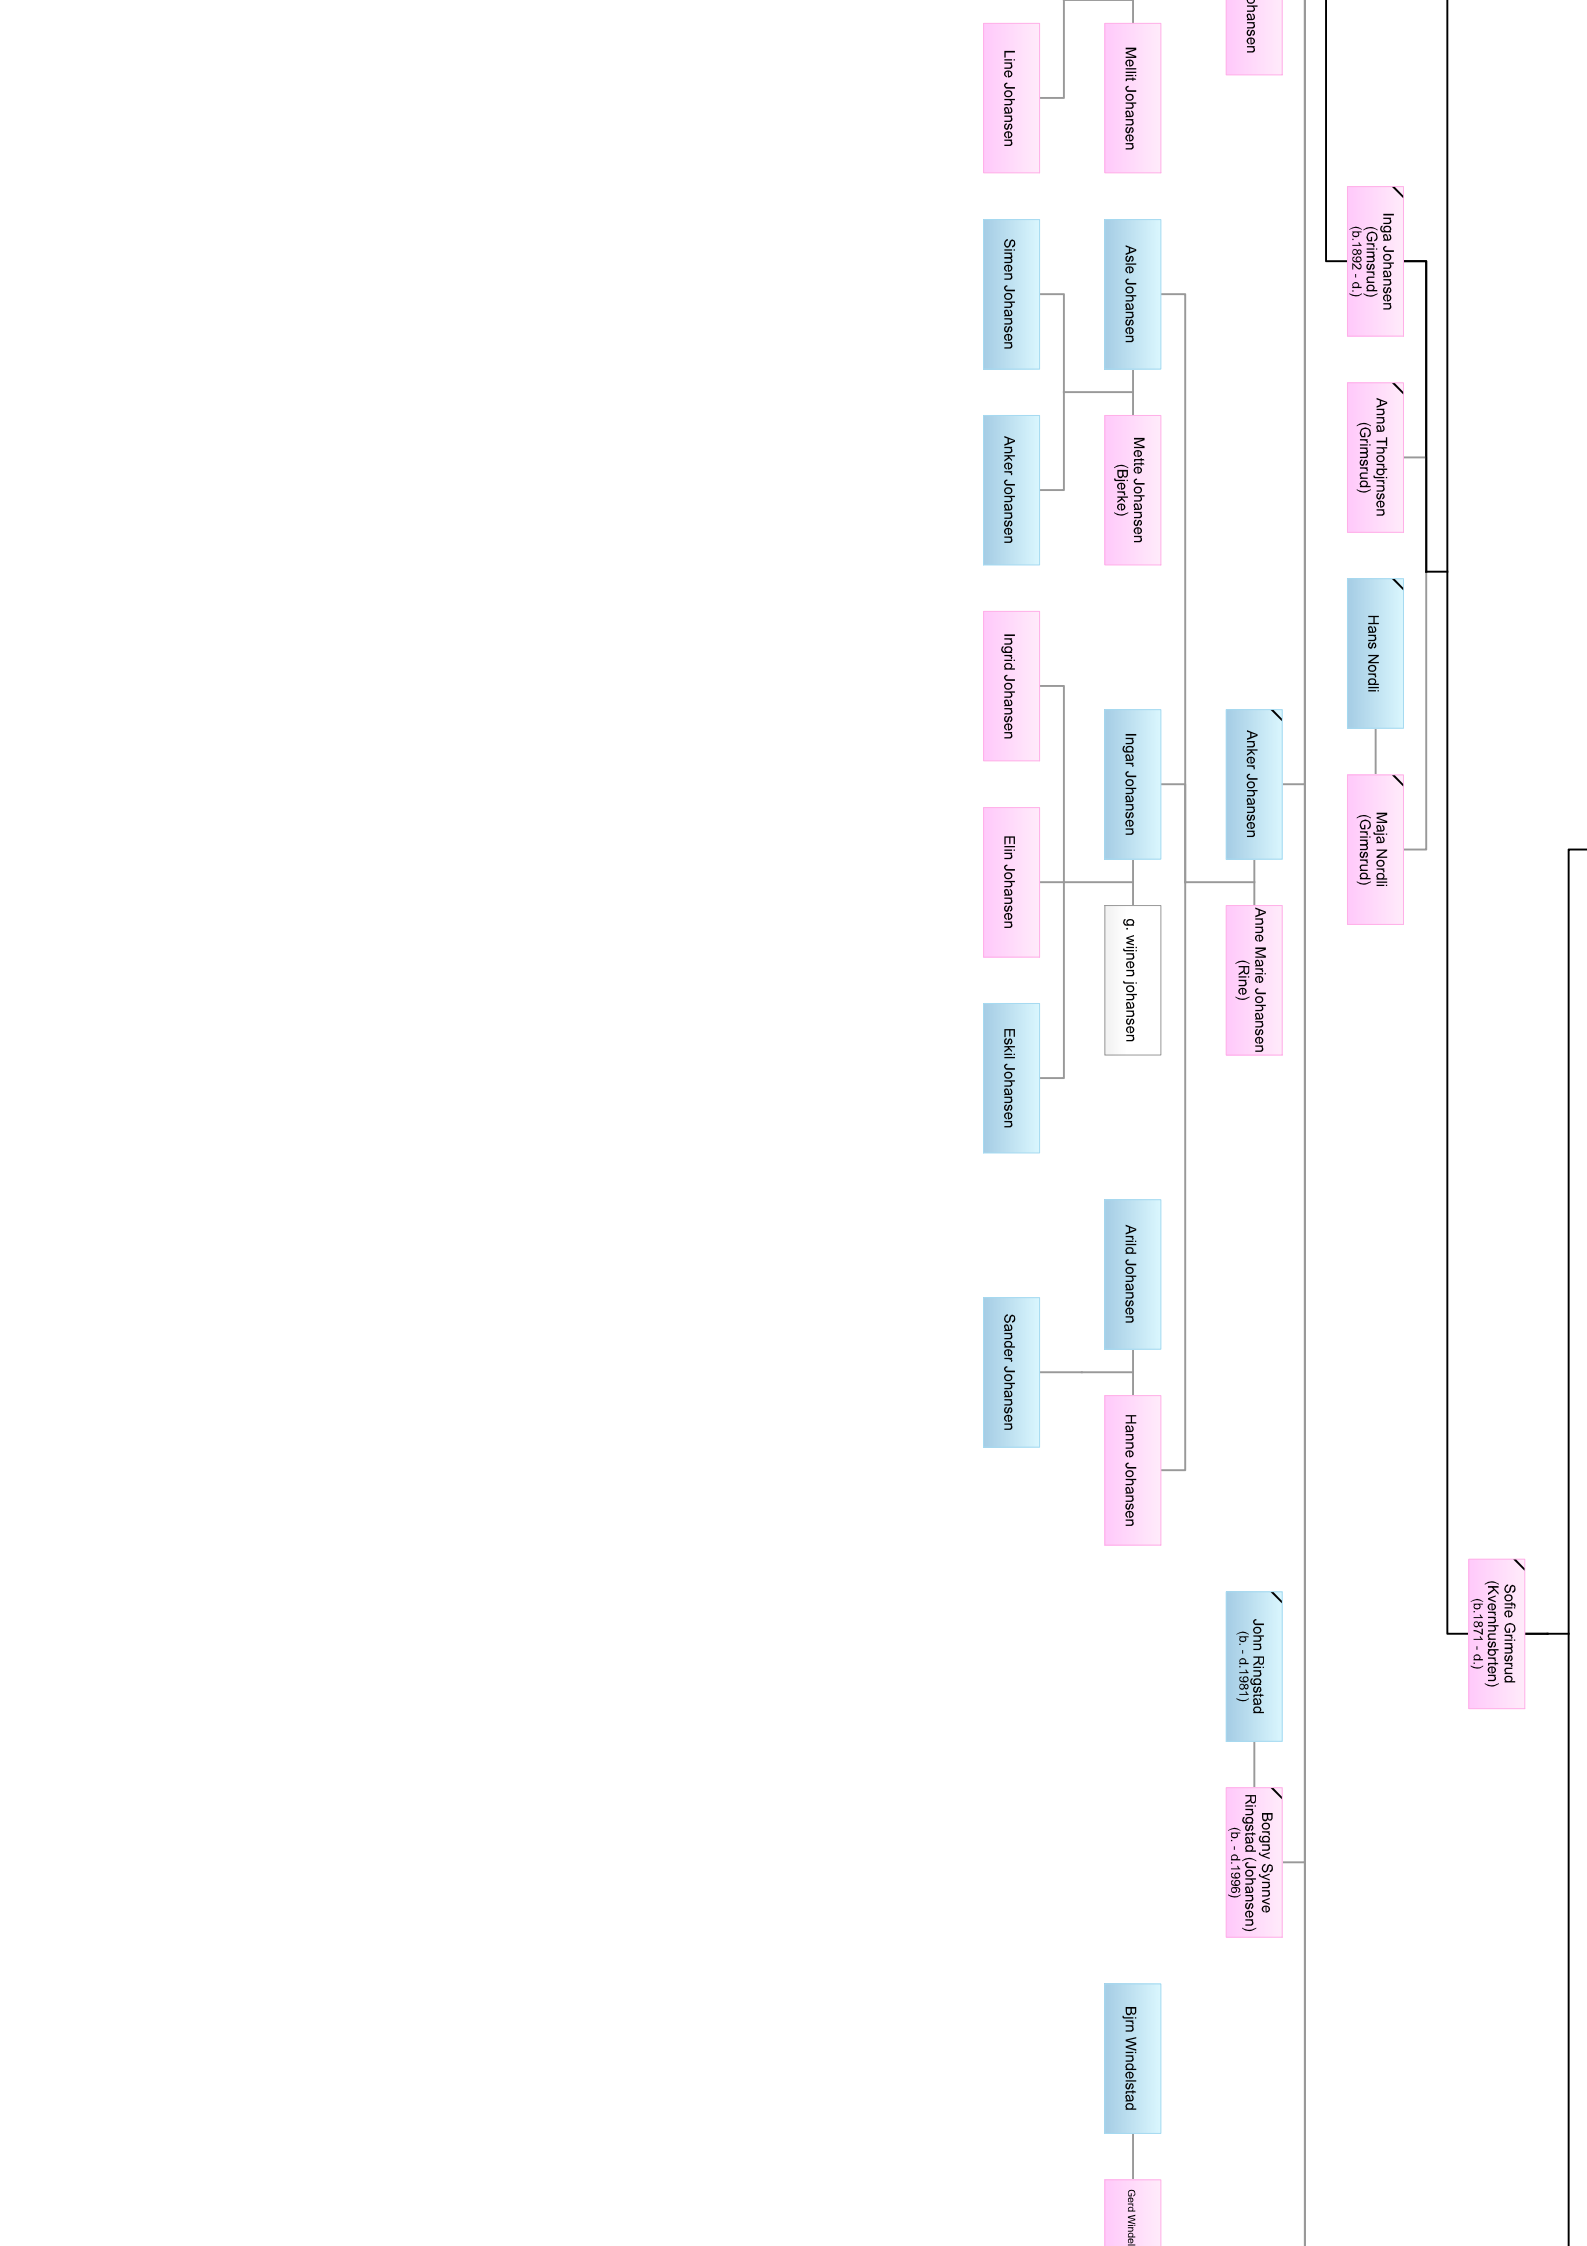 Sofie Grimsrud
(Kvernhusbrten)
(b.1871 - d.)
Inga Johansen
(Grimsrud)
(b.1892 - d.)
Anna Thorbjrnsen
(Grimsrud)
Hans Nordli
Maja Nordli
(Grimsrud)
Anker Johansen
Anne Marie Johansen
(Rine)
John Ringstad
(b. - d.1981)
Borgny Synnve
Ringstad (Johansen)
(b. - d.1996)
Mellit Johansen
Asle Johansen
Mette Johansen
(Bjerke)
Ingar Johansen
g. wijnen johansen
Arild Johansen
Hanne Johansen
Bjrn Windelstad
Gerd
Line Johansen
Simen Johansen
Anker Johansen
Ingrid Johansen
Elin Johansen
Eskil Johansen
Sander Johansen